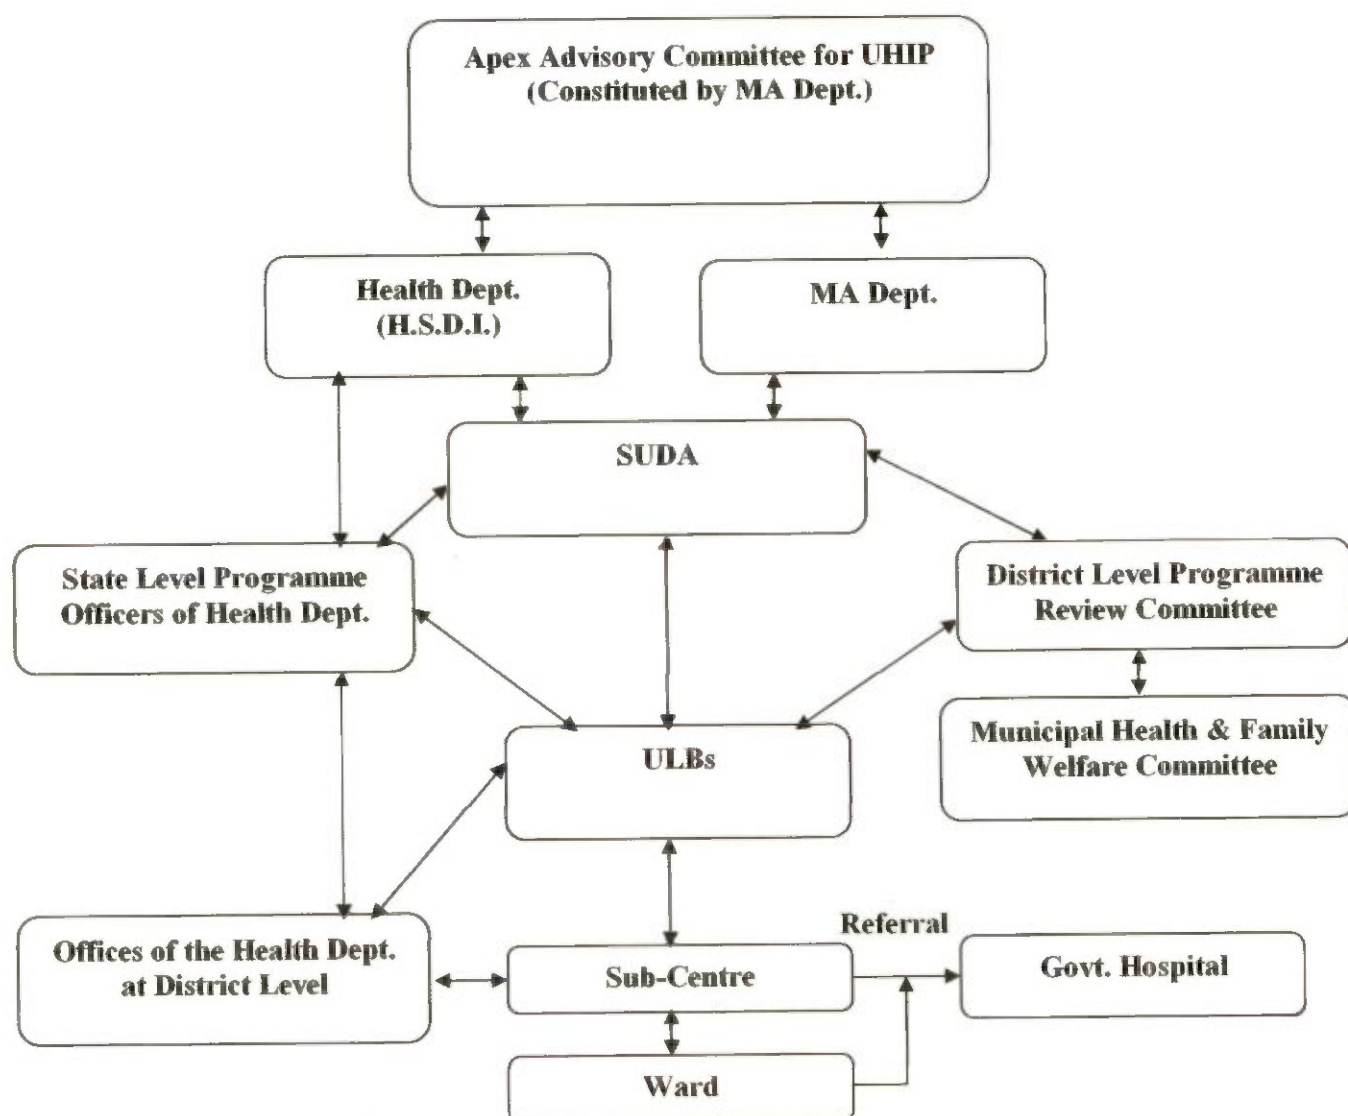 Apex Advisory Committee for UHIP
(Constituted by MA Dept.)
Health Dept.
(H.S.D.I.)
MA Dept.
SUDA
State Level Programme
Officers of Health Dept.
District Level Programme
Review Committee
Municipal Health & Family
Welfare Committee
ULBs
Offices of the Health Dept.
at District Level
Referral
Sub-Centre
Govt. Hospital
Ward